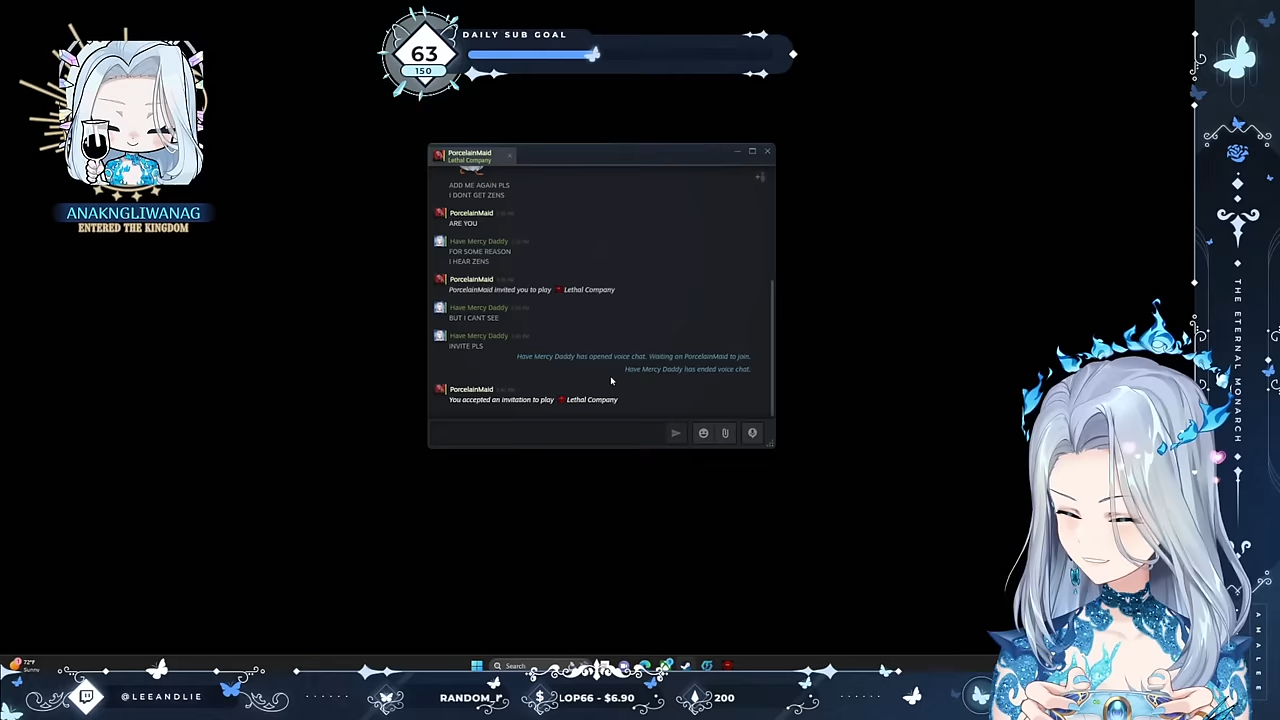 DAILY SUB GOAL
63
150
ANAKNGLIWANAG
ENTERED THE KINGDOM
PorcelainMaid
Lethal Company
ADD ME AGAIN PLS
I DONT GET ZENS
PorcelainMaid
ARE YOU
Have Mercy Daddy
FOR SOME REASON
I HEAR ZENS
PorcelainMaid
PorcelainMaid invited you to play Lethal Company
Have Mercy Daddy
BUT I CANT SEE
Have Mercy Daddy
INVITE PLS
Have Mercy Daddy has opened voice chat. Waiting on PorcelainMaid to join.
Have Mercy Daddy has ended voice chat.
PorcelainMaid
You accepted an invitation to play Lethal Company
THE ETERNAL MONARCH
AMALEE
72°F
Sunny
Search
@LEEANDLIE
LOP66 - $6.90
200